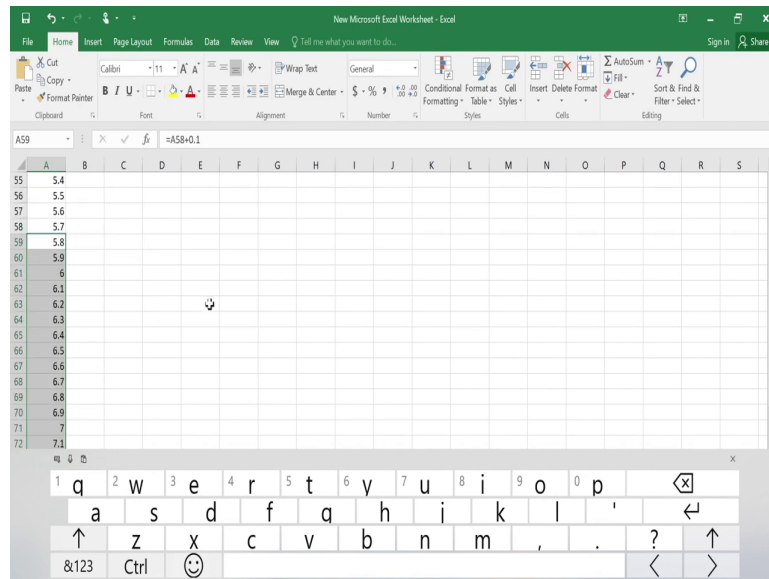 New Microsoft Excel Worksheet - Excel
File Home Insert Page Layout Formulas Data Review View Tell me what you want to do... Sign in Share
Cut
Copy
Format Painter
Paste
Clipboard
Calibri 11 A A
B I U A
Font
Wrap Text
Merge & Center
Alignment
General
$ % , .0 .00 .00 .0
Number
Conditional Formatting
Format as Table
Cell Styles
Styles
Insert Delete Format
Cells
AutoSum
Fill
Clear
Sort & Filter
Find & Select
Editing
A59 fx =A58+0.1
A B C D E F G H I J K L M N O P Q R S
55 5.4
56 5.5
57 5.6
58 5.7
59 5.8
60 5.9
61 6
62 6.1
63 6.2
64 6.3
65 6.4
66 6.5
67 6.6
68 6.7
69 6.8
70 6.9
71 7
72 7.1
1 q 2 w 3 e 4 r 5 t 6 y 7 u 8 i 9 o 0 p
a s d f g h j k l '
z x c v b n m , . ?
&123 Ctrl